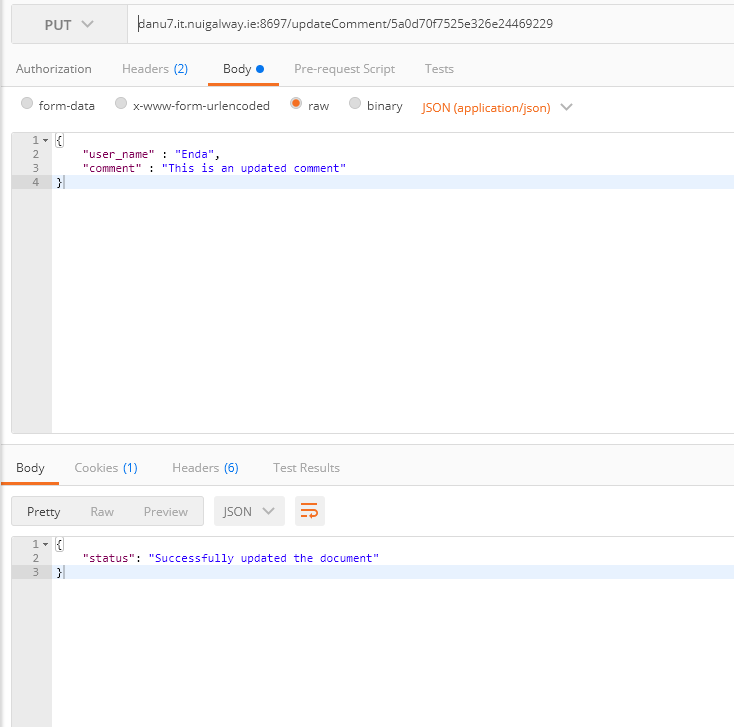 PUT danu7.it.nuigalway.ie:8697/updateComment/5a0d70f7525e326e24469229
Authorization Headers (2) Body Pre-request Script Tests
form-data x-www-form-urlencoded raw binary JSON (application/json)
1 {
2 "user_name" : "Enda",
3 "comment" : "This is an updated comment"
4 }
Body Cookies (1) Headers (6) Test Results
Pretty Raw Preview JSON
1 {
2 "status": "Successfully updated the document"
3 }